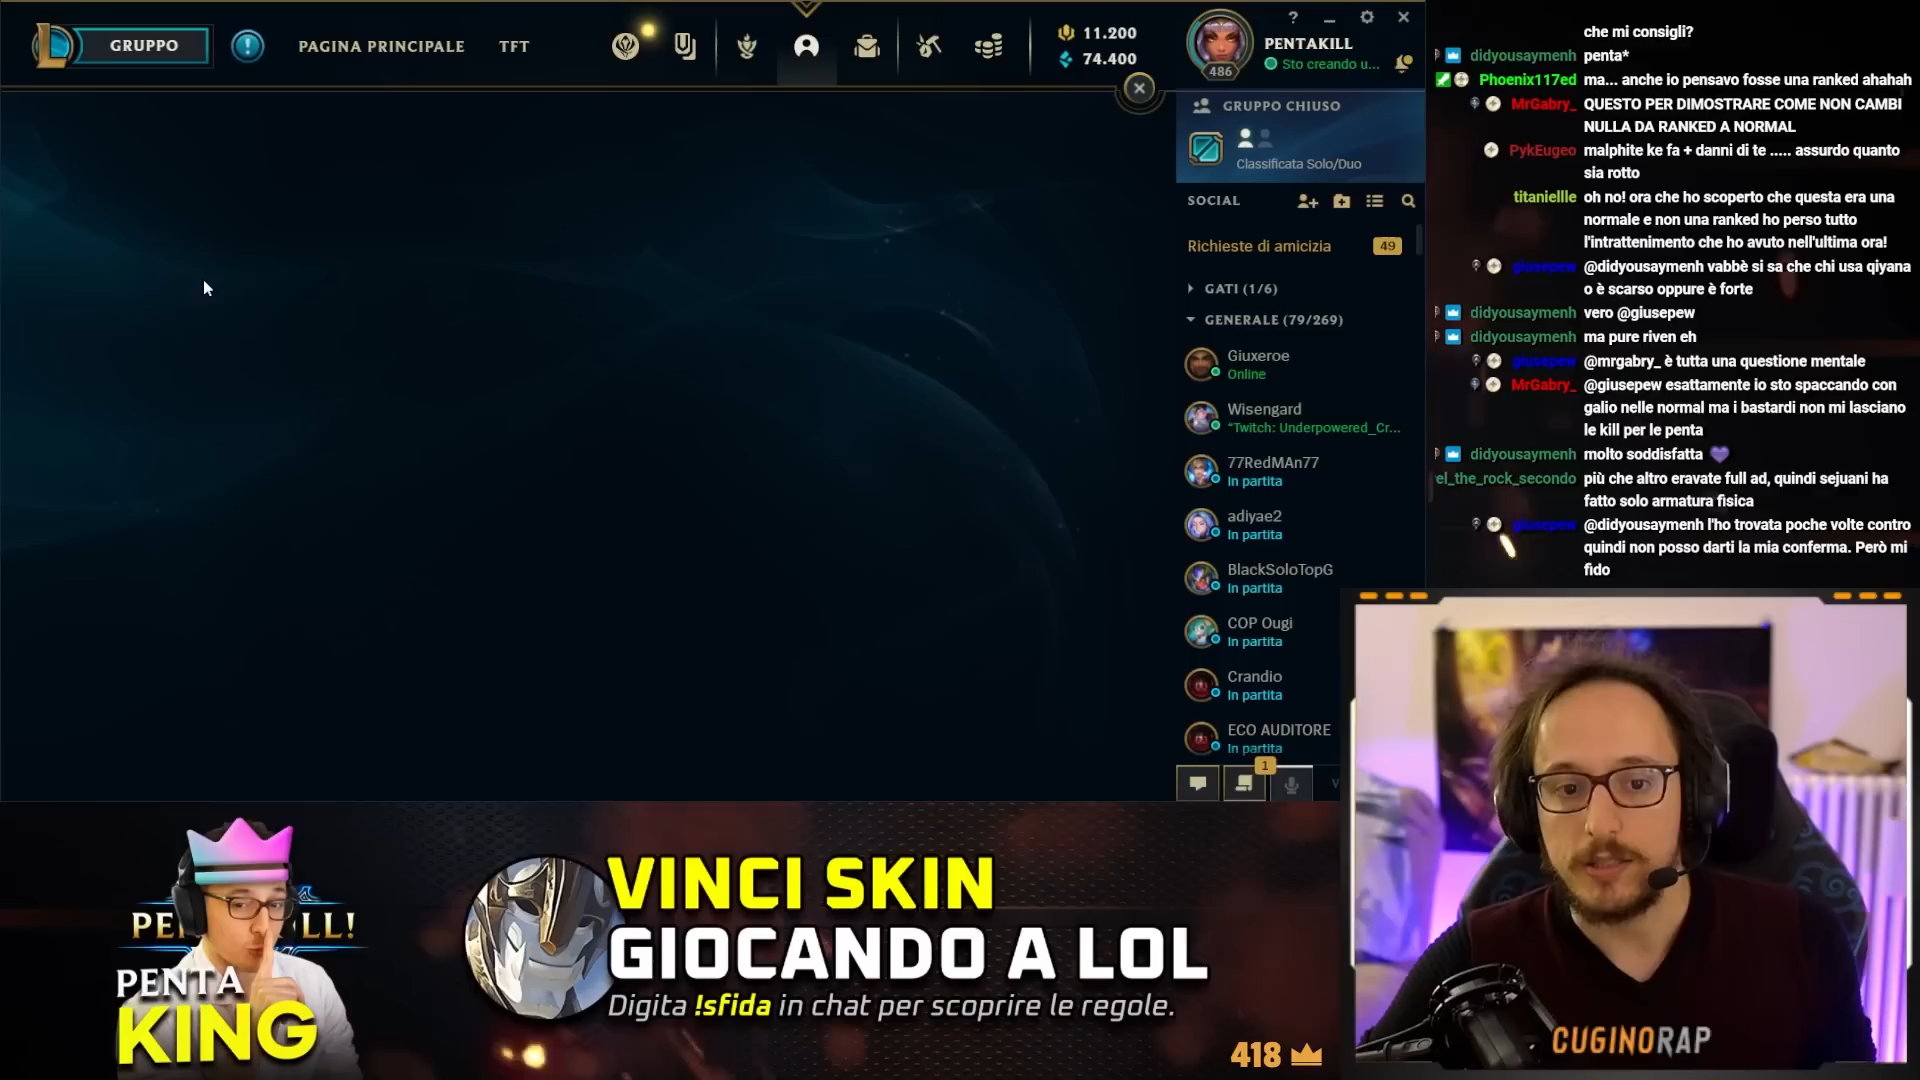 GRUPPO
PAGINA PRINCIPALE
TFT
11.200
74.400
486
PENTAKILL
Sto creando u...
GRUPPO CHIUSO
Classificata Solo/Duo
SOCIAL
Richieste di amicizia
49
GATI (1/6)
GENERALE (79/269)
Giuxeroe
Online
Wisengard
"Twitch: Underpowered_Cr...
77RedMAn77
In partita
adiyae2
In partita
BlackSoloTopG
In partita
COP Ougi
In partita
Crandio
In partita
ECO AUDITORE
In partita
1
V
che mi consigli?
didyousaymenh penta*
Phoenix117ed ma... anche io pensavo fosse una ranked ahahah
MrGabry_ QUESTO PER DIMOSTRARE COME NON CAMBI
NULLA DA RANKED A NORMAL
PykEugeo malphite ke fa + danni di te ..... assurdo quanto
sia rotto
titaniellle oh no! ora che ho scoperto che questa era una
normale e non una ranked ho perso tutto
l'intrattenimento che ho avuto nell'ultima ora!
giusepew @didyousaymenh vabbè si sa che chi usa qiyana
o è scarso oppure è forte
didyousaymenh vero @giusepew
didyousaymenh ma pure riven eh
giusepew @mrgabry_ è tutta una questione mentale
MrGabry_ @giusepew esattamente io sto spaccando con
galio nelle normal ma i bastardi non mi lasciano
le kill per le penta
didyousaymenh molto soddisfatta
el_the_rock_secondo più che altro eravate full ad, quindi sejuani ha
fatto solo armatura fisica
giusepew @didyousaymenh l'ho trovata poche volte contro
quindi non posso darti la mia conferma. Però mi
fido
PE LL!
PENTA
KING
VINCI SKIN
GIOCANDO A LOL
Digita !sfida in chat per scoprire le regole.
418
CUGINORAP